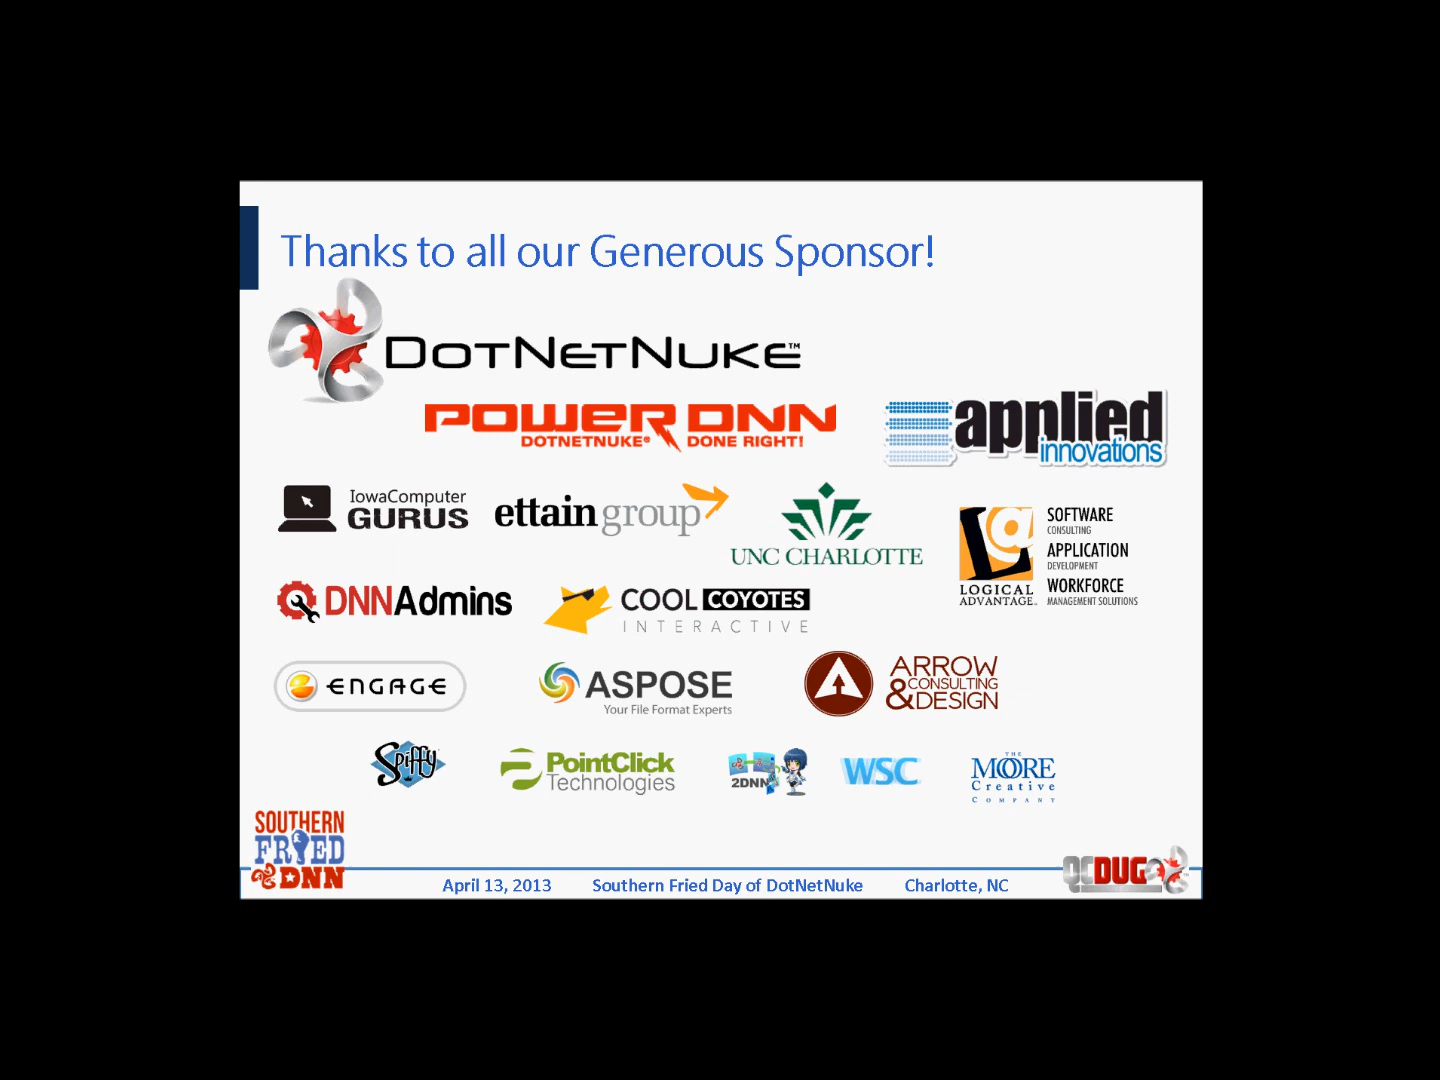 Thanks to all our Generous Sponsor!
DOTNETNUKE™
POWERDNN
DOTNETNUKE® DONE RIGHT!
applied
innovations
IowaComputer
GURUS
ettain group
UNC CHARLOTTE
La
LOGICAL
ADVANTAGE
SOFTWARE
CONSULTING
APPLICATION
DEVELOPMENT
WORKFORCE
MANAGEMENT SOLUTIONS
DNNAdmins
COOL COYOTES
INTERACTIVE
ENGAGE
ASPOSE
Your File Format Experts
ARROW
CONSULTING
&DESIGN
Spiffy
PointClick
Technologies
2DNN
WSC
THE
MOORE
Creative
COMPANY
SOUTHERN
FRIED
DNN
April 13, 2013 Southern Fried Day of DotNetNuke Charlotte, NC
QCDUG